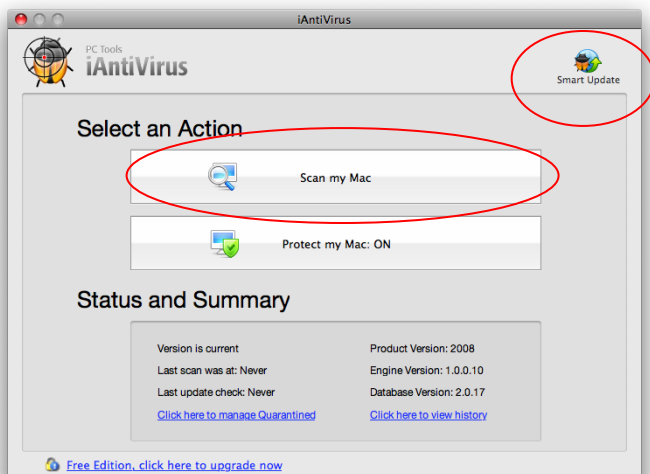 iAntiVirus
PC Tools
iAntiVirus
Smart Update
Select an Action
Scan my Mac
Protect my Mac: ON
Status and Summary
Version is current
Product Version: 2008
Last scan was at: Never
Engine Version: 1.0.0.10
Last update check: Never
Database Version: 2.0.17
Click here to manage Quarantined
Click here to view history
Free Edition, click here to upgrade now